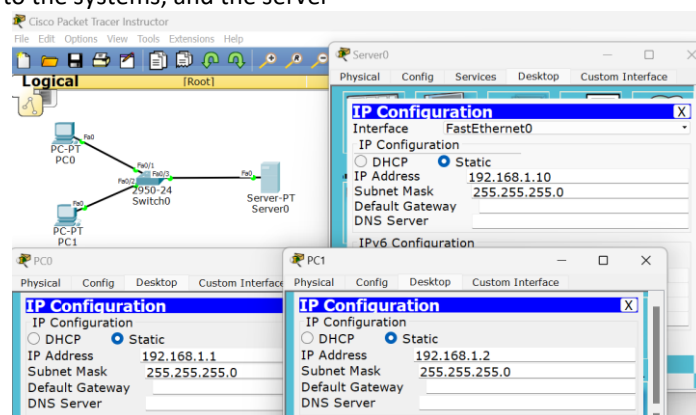 to the systems, and the server
Cisco Packet Tracer Instructor
File Edit Options View Tools Extensions Help
Logical
[Root]
PC-PT
PC0
Fa0
Fa0/1
Fa0/2
Fa0/3
2950-24
Switch0
Fa0
Server-PT
Server0
Fa0
PC-PT
PC1
Server0
Physical Config Services Desktop Custom Interface
IP Configuration X
Interface FastEthernet0
IP Configuration
DHCP Static
IP Address 192.168.1.10
Subnet Mask 255.255.255.0
Default Gateway
DNS Server
IPv6 Configuration
PC0
Physical Config Desktop Custom Interface
IP Configuration
IP Configuration
DHCP Static
IP Address 192.168.1.1
Subnet Mask 255.255.255.0
Default Gateway
DNS Server
PC1
Physical Config Desktop Custom Interface
IP Configuration X
IP Configuration
DHCP Static
IP Address 192.168.1.2
Subnet Mask 255.255.255.0
Default Gateway
DNS Server